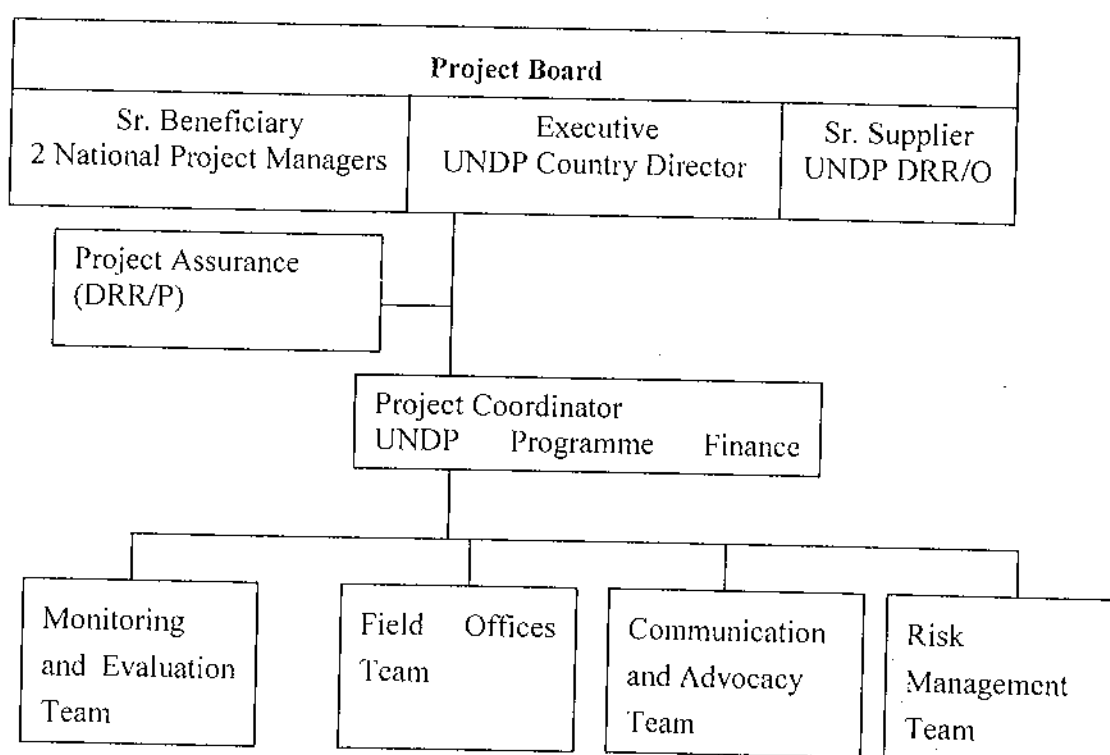 Project Board
Sr. Beneficiary
2 National Project Managers
Executive
UNDP Country Director
Sr. Supplier
UNDP DRR/O
Project Assurance
(DRR/P)
Project Coordinator
UNDP Programme Finance
Monitoring
and Evaluation
Team
Field Offices
Team
Communication
and Advocacy
Team
Risk
Management
Team